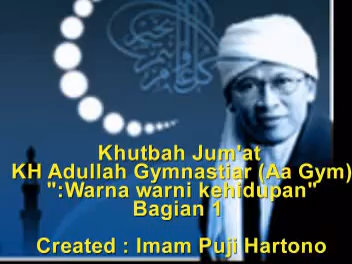 Khutbah Jum'at
KH Adullah Gymnastiar (Aa Gym)
":Warna warni kehidupan"
Bagian 1
Created : Imam Puji Hartono